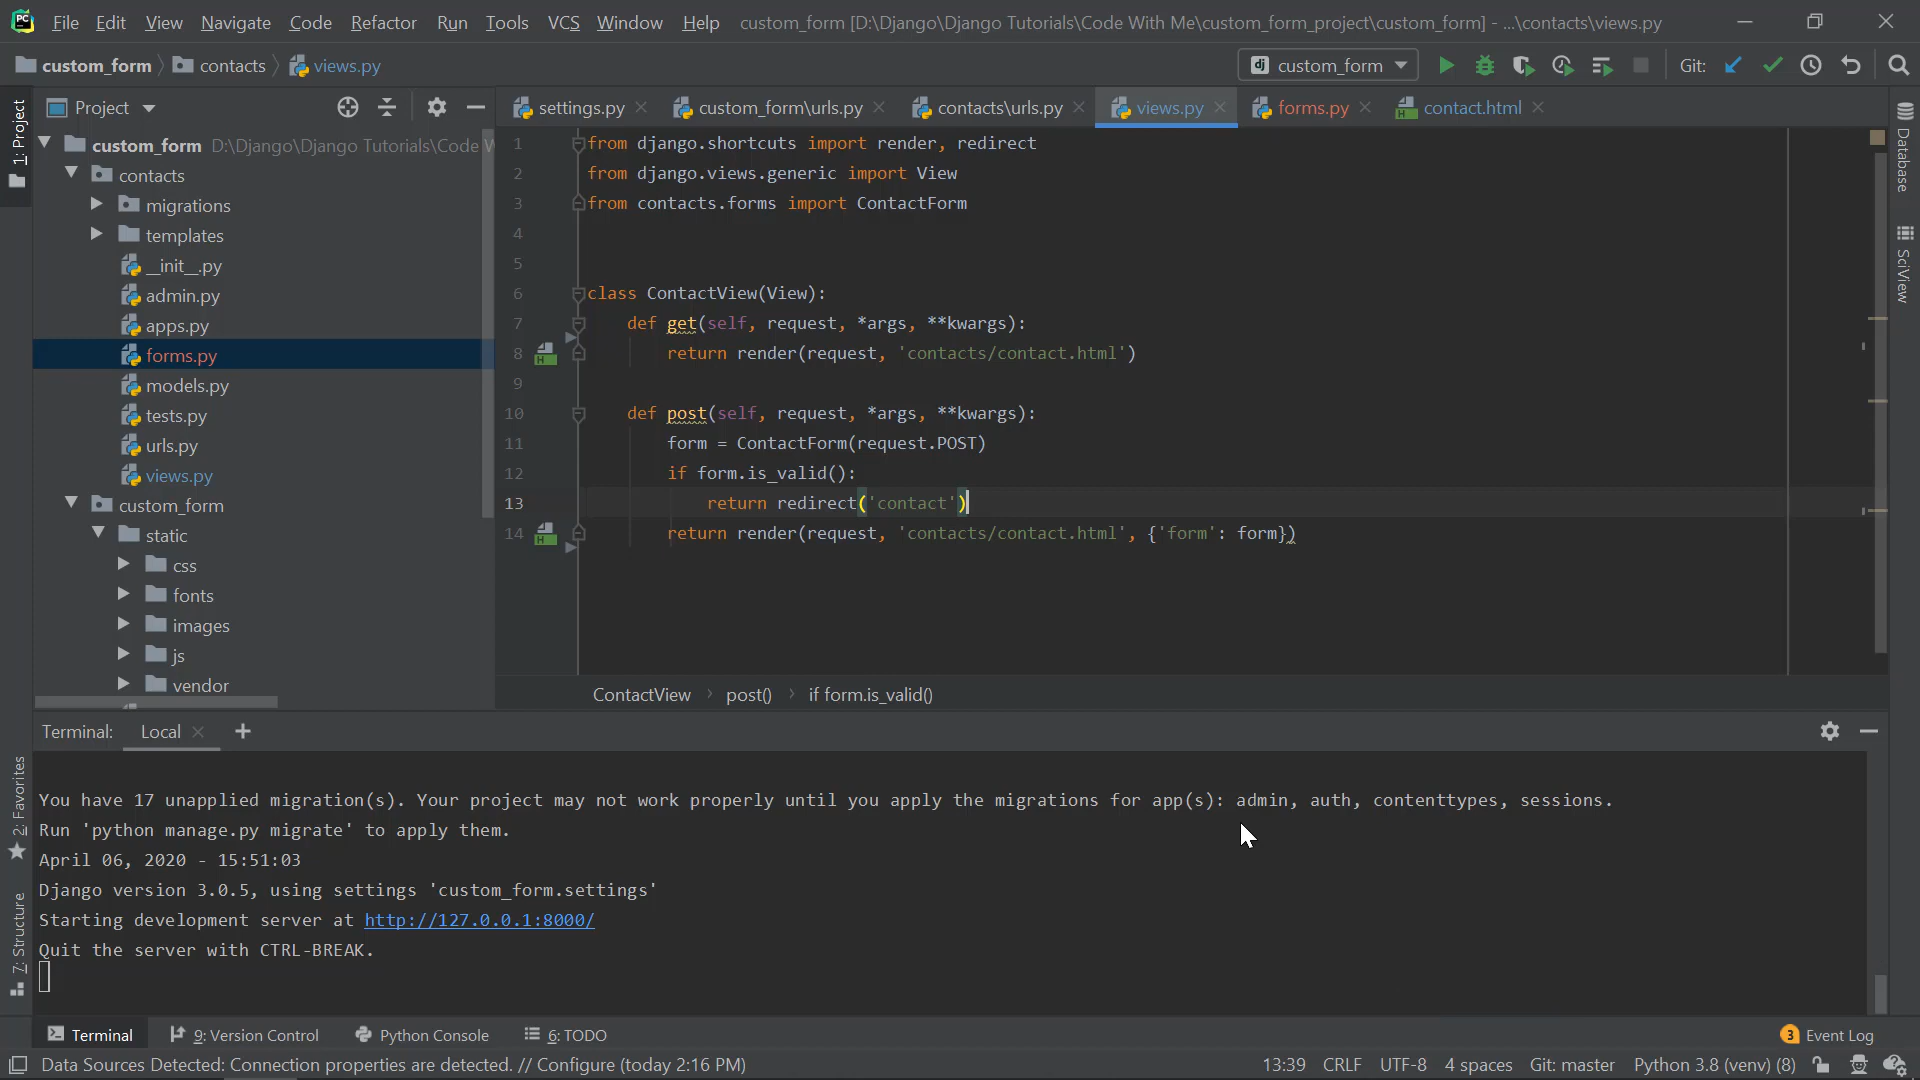 File Edit View Navigate Code Refactor Run Tools VCS Window Help custom_form [D:\Django\Django Tutorials\Code With Me\custom_form_project\custom_form] - ...\contacts\views.py
custom_form contacts views.py custom_form Git:
1: Project
Project
settings.py custom_form\urls.py contacts\urls.py views.py forms.py contact.html
custom_form D:\Django\Django Tutorials\Code W
contacts
migrations
templates
__init__.py
admin.py
apps.py
forms.py
models.py
tests.py
urls.py
views.py
custom_form
static
css
fonts
images
js
vendor
1 from django.shortcuts import render, redirect
2 from django.views.generic import View
3 from contacts.forms import ContactForm
4
5
6 class ContactView(View):
7 def get(self, request, *args, **kwargs):
8 return render(request, 'contacts/contact.html')
9
10 def post(self, request, *args, **kwargs):
11 form = ContactForm(request.POST)
12 if form.is_valid():
13 return redirect('contact')
14 return render(request, 'contacts/contact.html', {'form': form})
ContactView post() if form.is_valid()
Database
SciView
Terminal: Local
You have 17 unapplied migration(s). Your project may not work properly until you apply the migrations for app(s): admin, auth, contenttypes, sessions.
Run 'python manage.py migrate' to apply them.
April 06, 2020 - 15:51:03
Django version 3.0.5, using settings 'custom_form.settings'
Starting development server at http://127.0.0.1:8000/
Quit the server with CTRL-BREAK.
2: Favorites
7: Structure
Terminal 9: Version Control Python Console 6: TODO 3 Event Log
Data Sources Detected: Connection properties are detected. // Configure (today 2:16 PM) 13:39 CRLF UTF-8 4 spaces Git: master Python 3.8 (venv) (8)